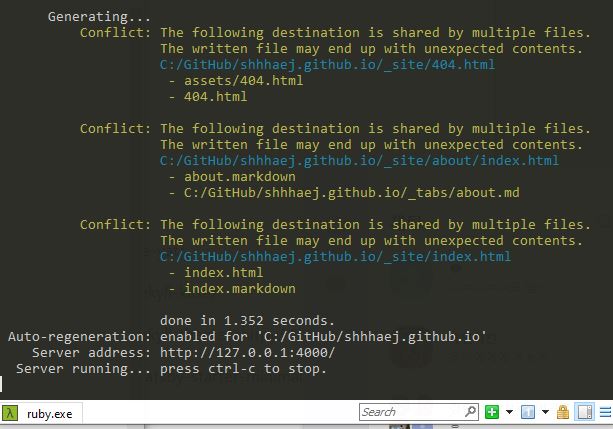 Generating...
Conflict: The following destination is shared by multiple files.
The written file may end up with unexpected contents.
C:/GitHub/shhhaej.github.io/_site/404.html
- assets/404.html
- 404.html
Conflict: The following destination is shared by multiple files.
The written file may end up with unexpected contents.
C:/GitHub/shhhaej.github.io/_site/about/index.html
- about.markdown
- C:/GitHub/shhhaej.github.io/_tabs/about.md
Conflict: The following destination is shared by multiple files.
The written file may end up with unexpected contents.
C:/GitHub/shhhaej.github.io/_site/index.html
- index.html
- index.markdown
done in 1.352 seconds.
Auto-regeneration: enabled for 'C:/GitHub/shhhaej.github.io'
Server address: http://127.0.0.1:4000/
Server running... press ctrl-c to stop.
λ ruby.exe Search 1